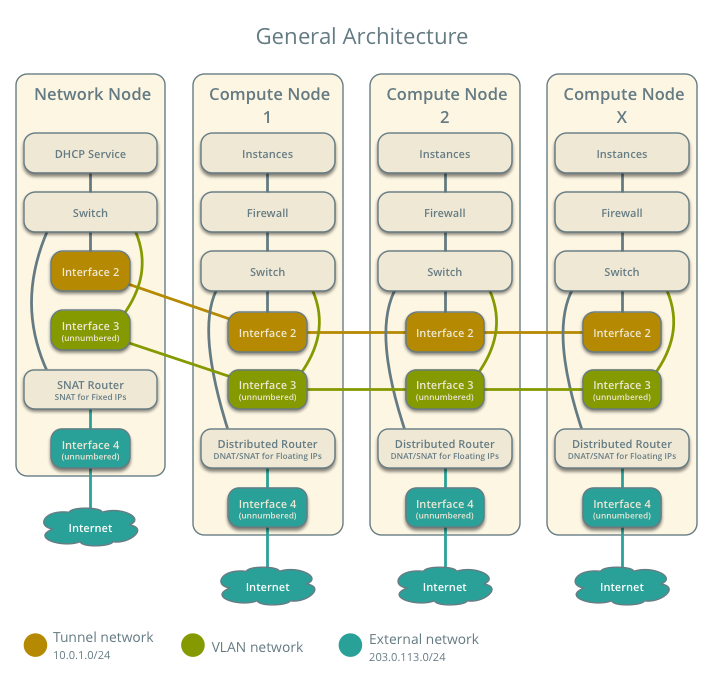 General Architecture
Network Node
DHCP Service
Switch
Interface 2
Interface 3
(unnumbered)
SNAT Router
SNAT for Fixed IPs
Interface 4
(unnumbered)
Internet
Compute Node
1
Instances
Firewall
Switch
Interface 2
Interface 3
(unnumbered)
Distributed Router
DNAT/SNAT for Floating IPs
Interface 4
(unnumbered)
Internet
Compute Node
2
Instances
Firewall
Switch
Interface 2
Interface 3
(unnumbered)
Distributed Router
DNAT/SNAT for Floating IPs
Interface 4
(unnumbered)
Internet
Compute Node
X
Instances
Firewall
Switch
Interface 2
Interface 3
(unnumbered)
Distributed Router
DNAT/SNAT for Floating IPs
Interface 4
(unnumbered)
Internet
Tunnel network
10.0.1.0/24
VLAN network
External network
203.0.113.0/24